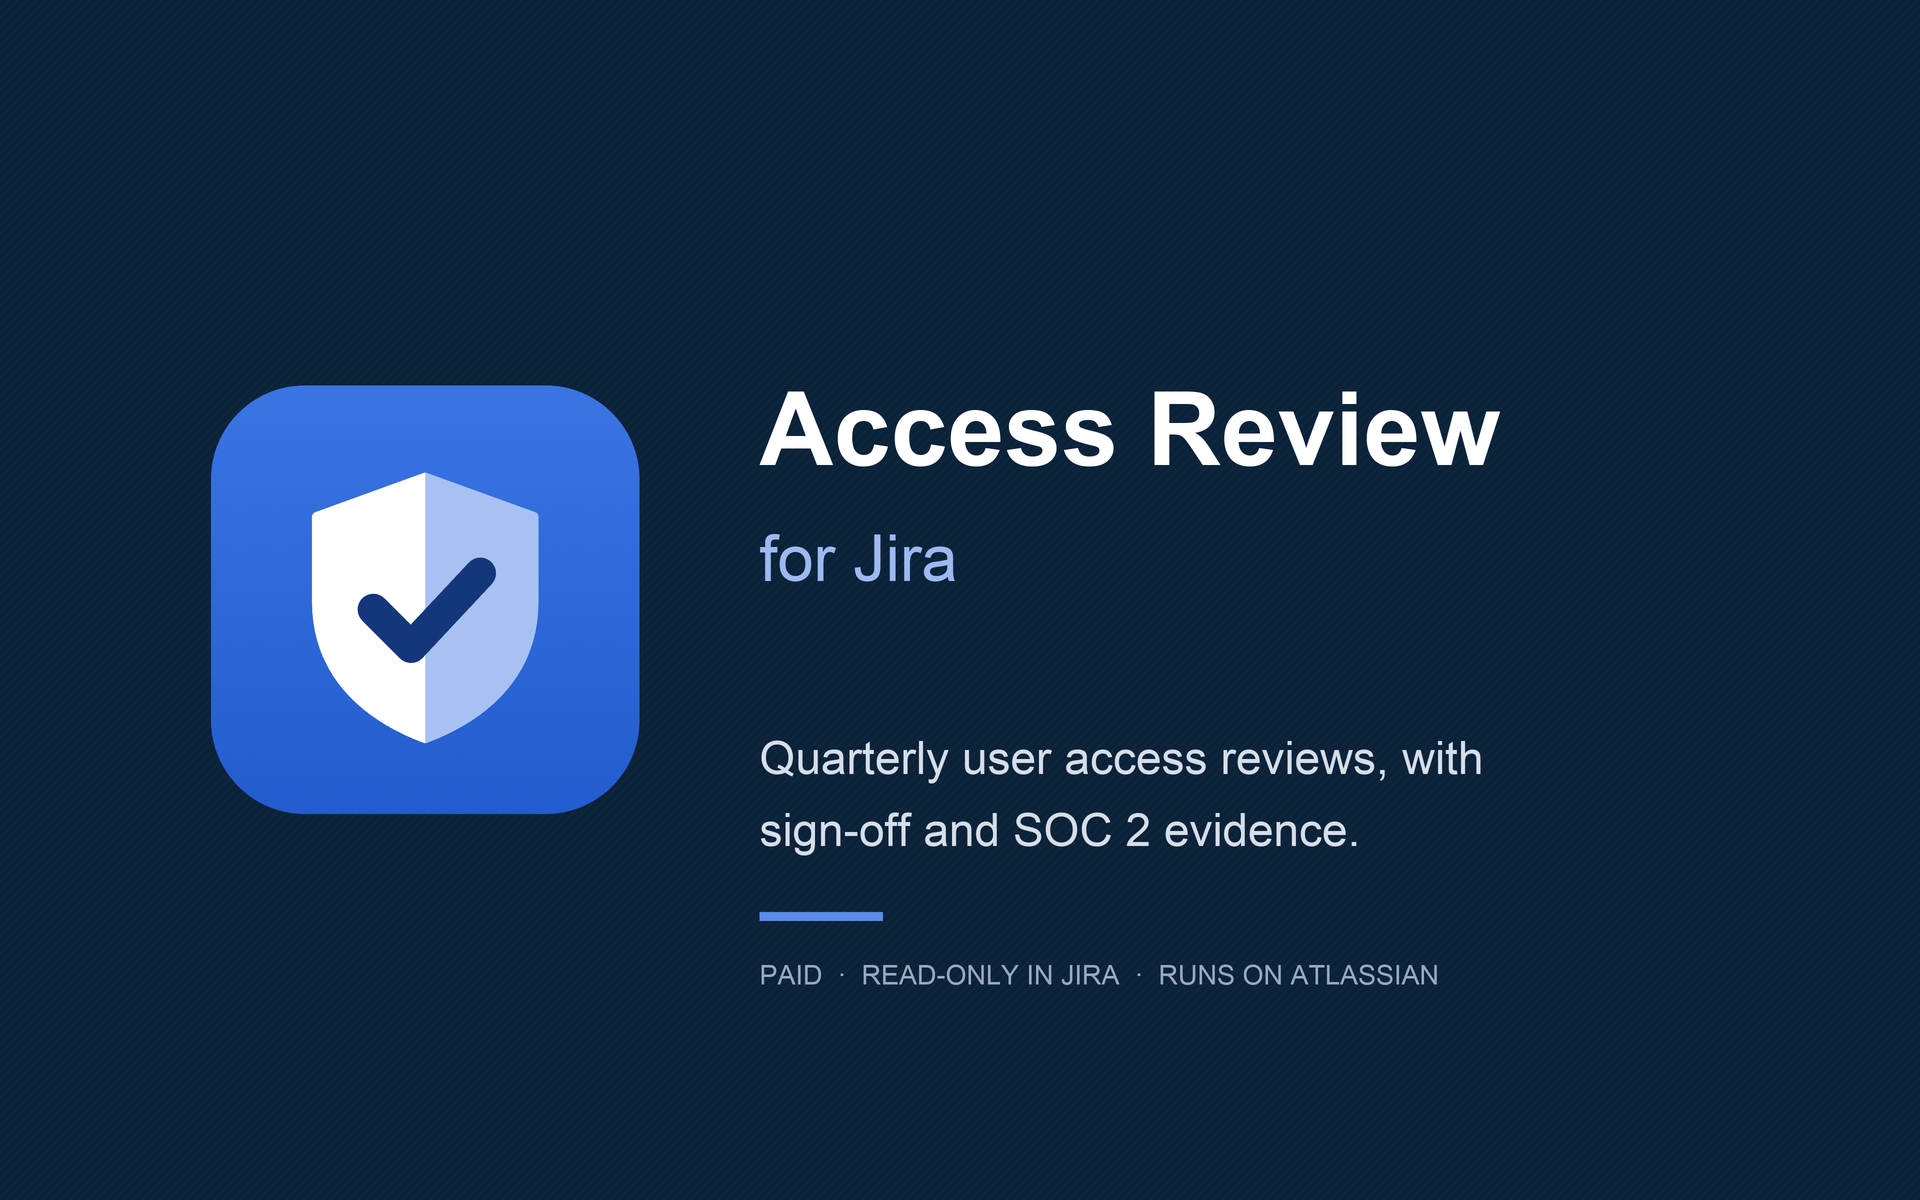 Access Review
for Jira
Quarterly user access reviews, with
sign-off and SOC 2 evidence.
PAID · READ-ONLY IN JIRA · RUNS ON ATLASSIAN